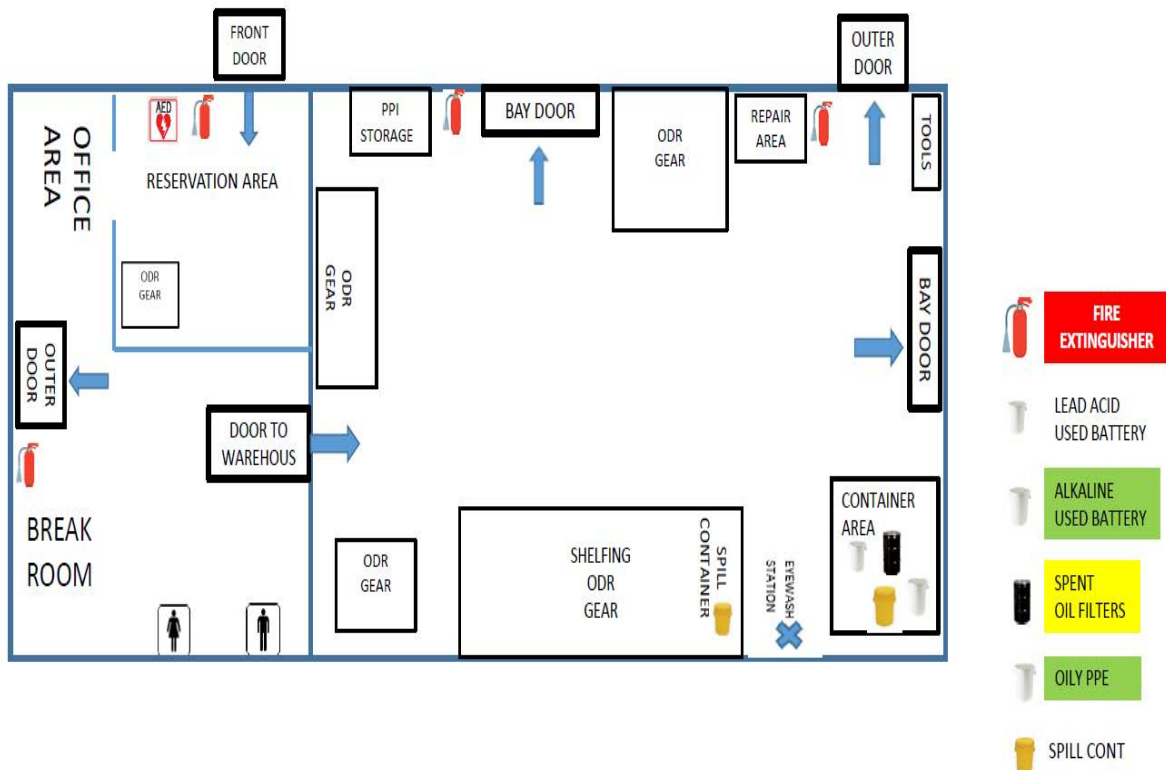 FRONT
DOOR
OUTER
DOOR
OFFICE
AREA
AED
RESERVATION AREA
ODR
GEAR
PPI
STORAGE
BAY DOOR
ODR
GEAR
REPAIR
AREA
TOOLS
ODR
GEAR
BAY DOOR
OUTER
DOOR
DOOR TO
WAREHOUS
BREAK
ROOM
ODR
GEAR
SHELFING
ODR
GEAR
SPILL
CONTAINER
EYEWASH
STATION
CONTAINER
AREA
FIRE
EXTINGUISHER
LEAD ACID
USED BATTERY
ALKALINE
USED BATTERY
SPENT
OIL FILTERS
OILY PPE
SPILL CONT